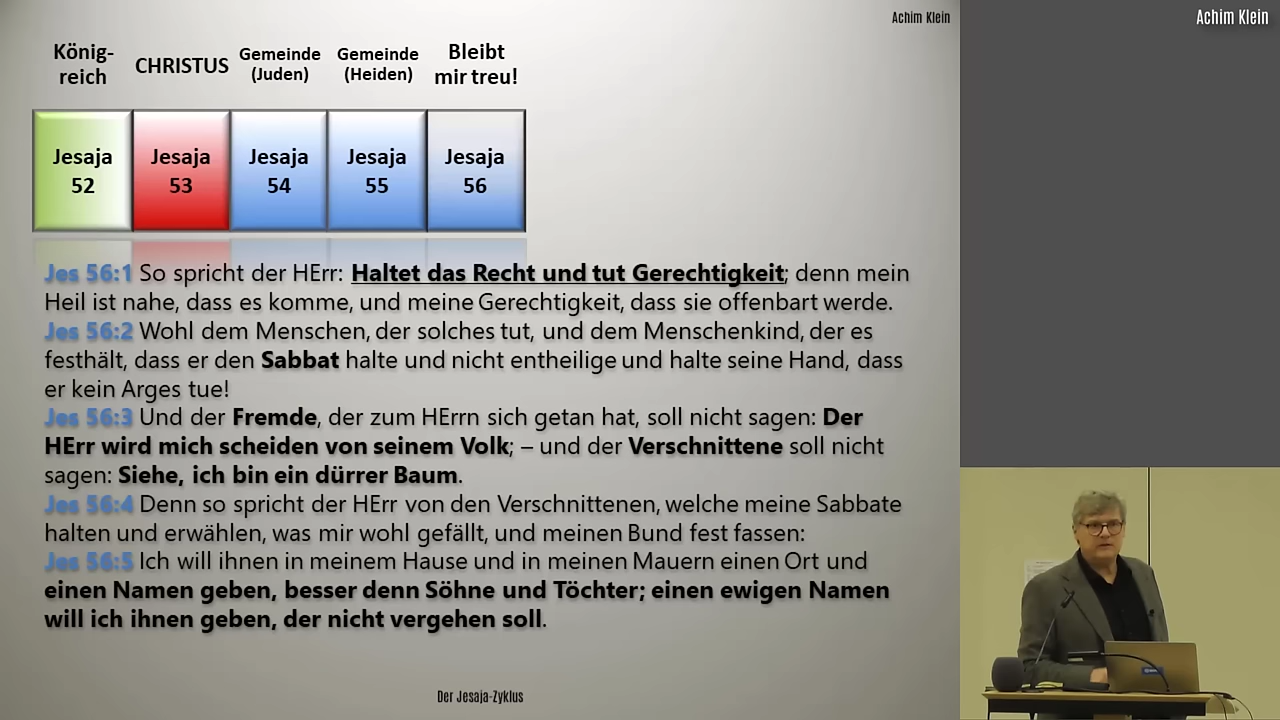 Achim Klein
Achim Klein
König-
reich
CHRISTUS
Gemeinde
(Juden)
Gemeinde
(Heiden)
Bleibt
mir treu!
Jesaja
52
Jesaja
53
Jesaja
54
Jesaja
55
Jesaja
56
Jes 56:1 So spricht der HErr: Haltet das Recht und tut Gerechtigkeit; denn mein
Heil ist nahe, dass es komme, und meine Gerechtigkeit, dass sie offenbart werde.
Jes 56:2 Wohl dem Menschen, der solches tut, und dem Menschenkind, der es
festhält, dass er den Sabbat halte und nicht entheilige und halte seine Hand, dass
er kein Arges tue!
Jes 56:3 Und der Fremde, der zum HErrn sich getan hat, soll nicht sagen: Der
HErr wird mich scheiden von seinem Volk; – und der Verschnittene soll nicht
sagen: Siehe, ich bin ein dürrer Baum.
Jes 56:4 Denn so spricht der HErr von den Verschnittenen, welche meine Sabbate
halten und erwählen, was mir wohl gefällt, und meinen Bund fest fassen:
Jes 56:5 Ich will ihnen in meinem Hause und in meinen Mauern einen Ort und
einen Namen geben, besser denn Söhne und Töchter; einen ewigen Namen
will ich ihnen geben, der nicht vergehen soll.
Der Jesaja-Zyklus